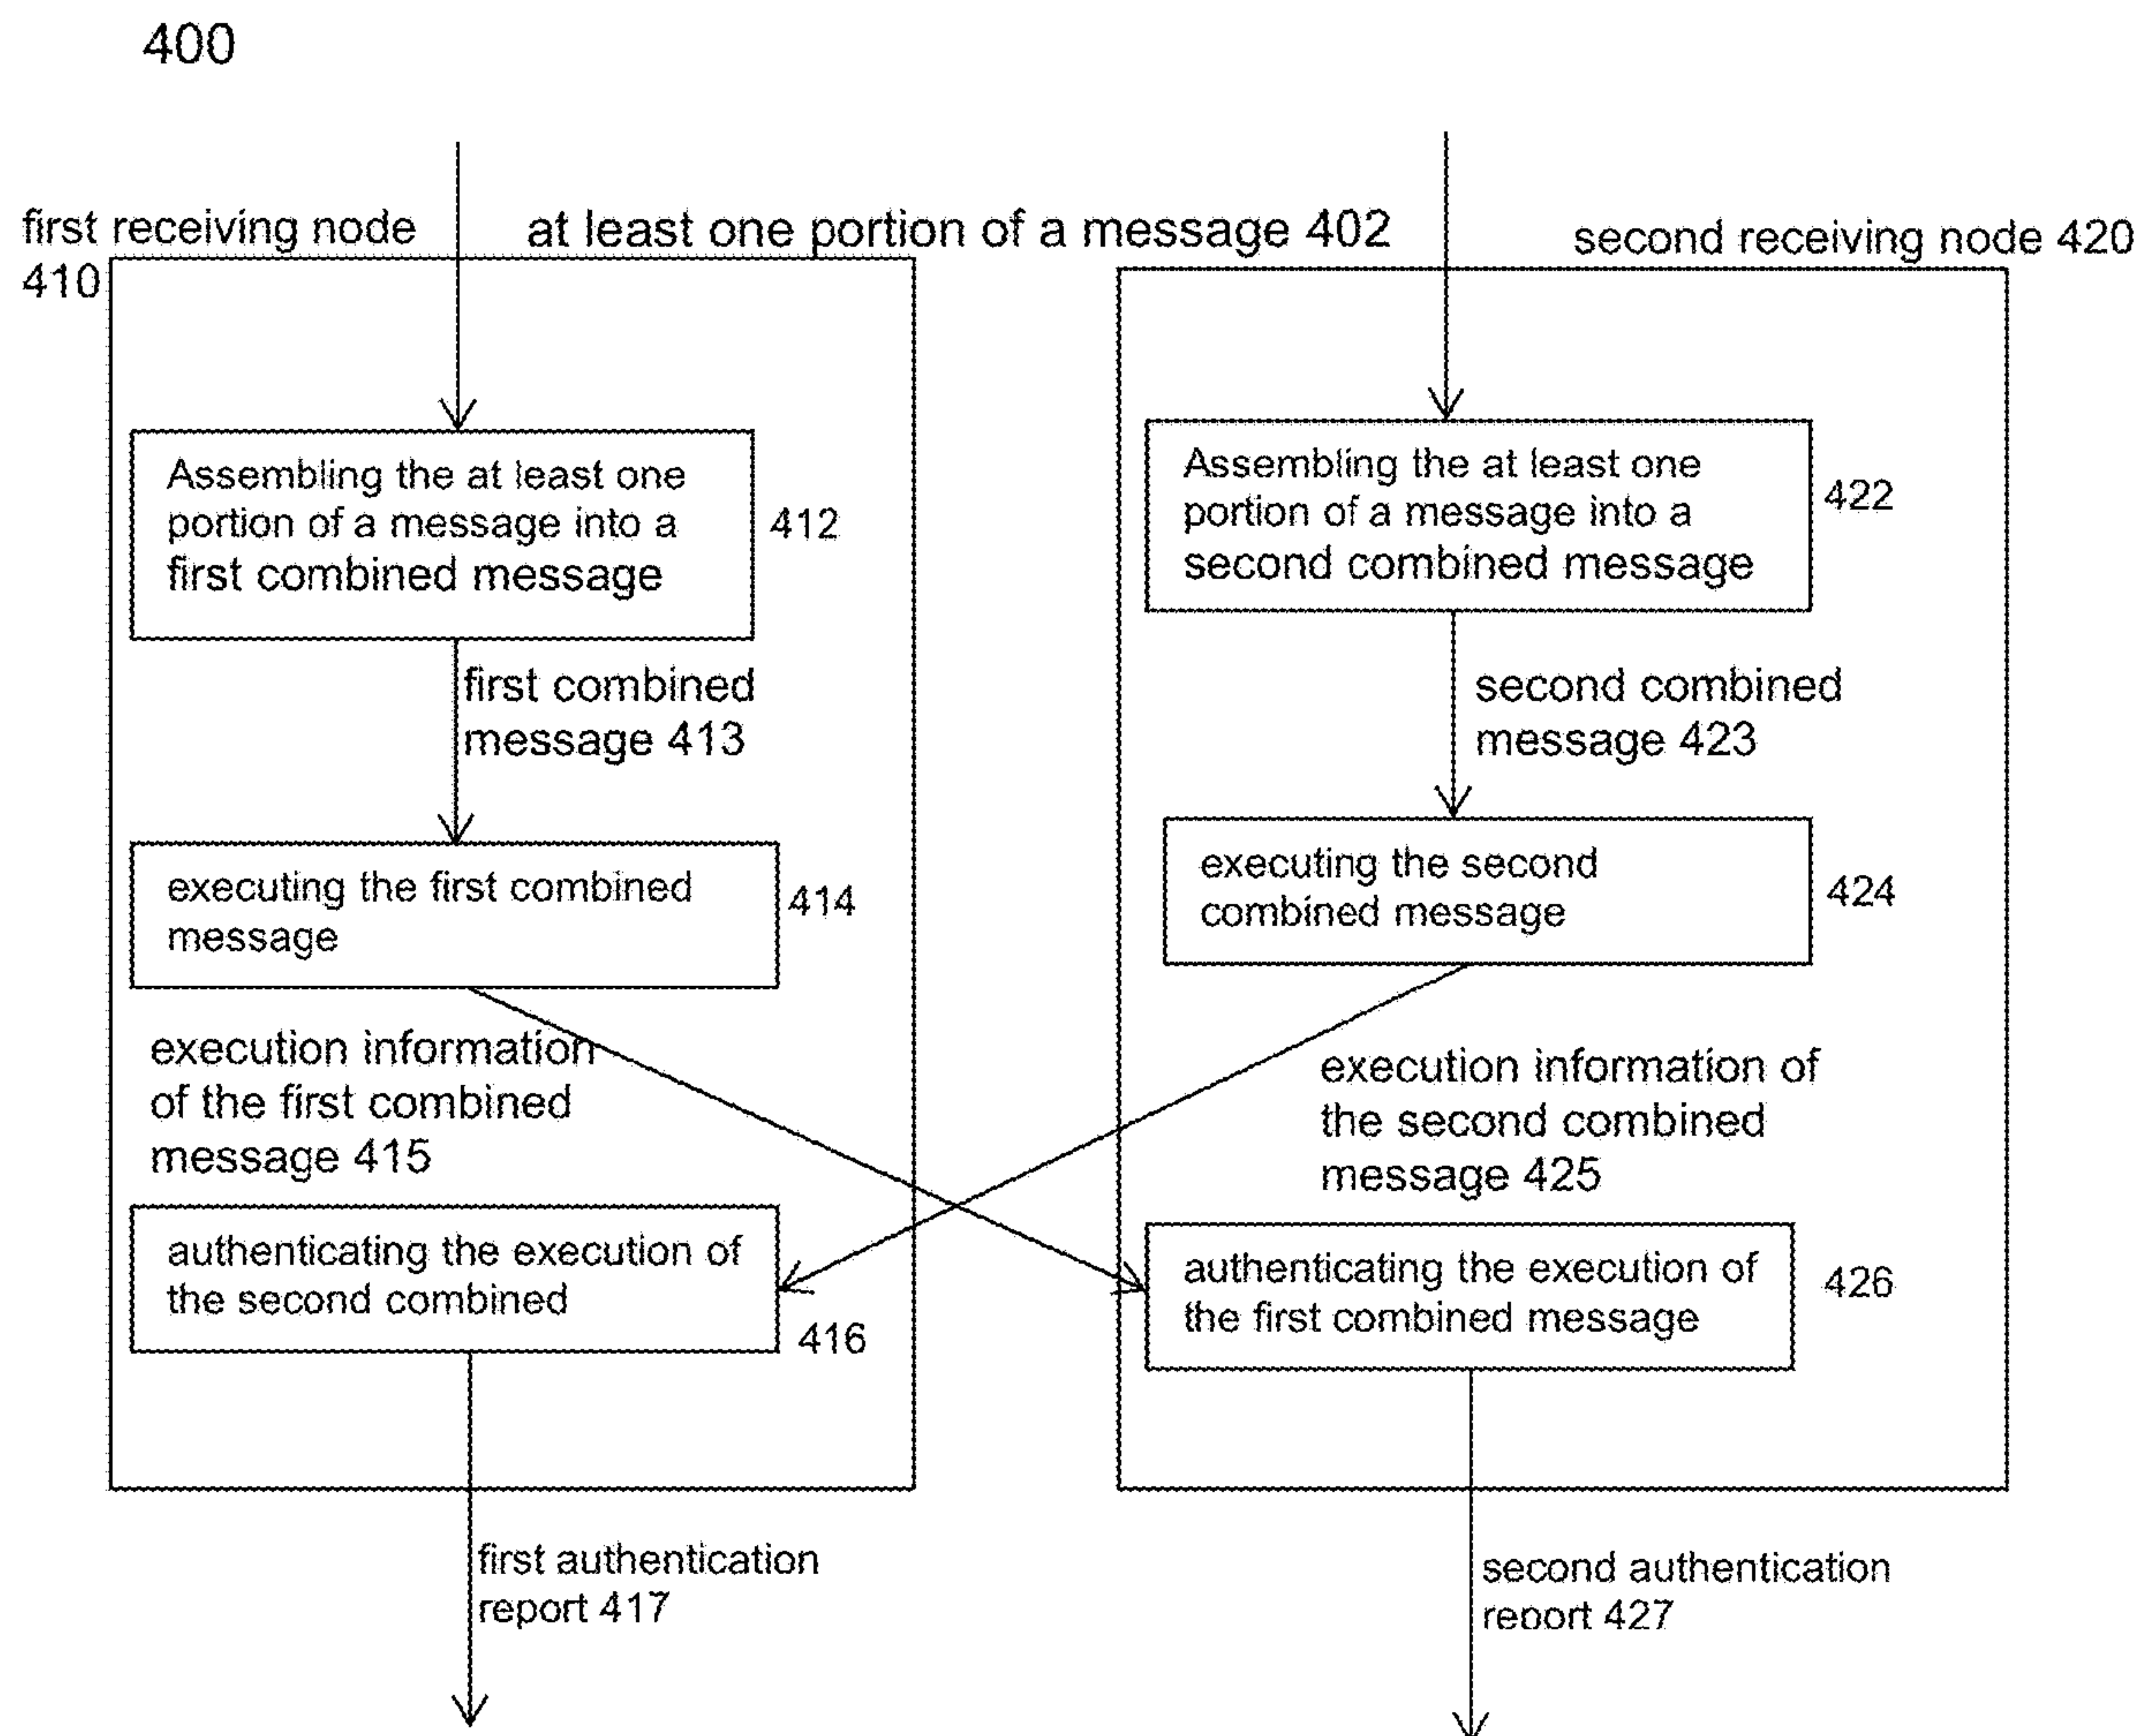 400
first receiving node
410
at least one portion of a message 402
second receiving node 420
Assembling the at least one
portion of a message into a
first combined message
412
first combined
message 413
executing the first combined
message
414
execution information
of the first combined
message 415
authenticating the execution of
the second combined
416
first authentication
report 417
Assembling the at least one
portion of a message into a
second combined message
422
second combined
message 423
executing the second
combined message
424
execution information of
the second combined
message 425
authenticating the execution of
the first combined message
426
second authentication
report 427